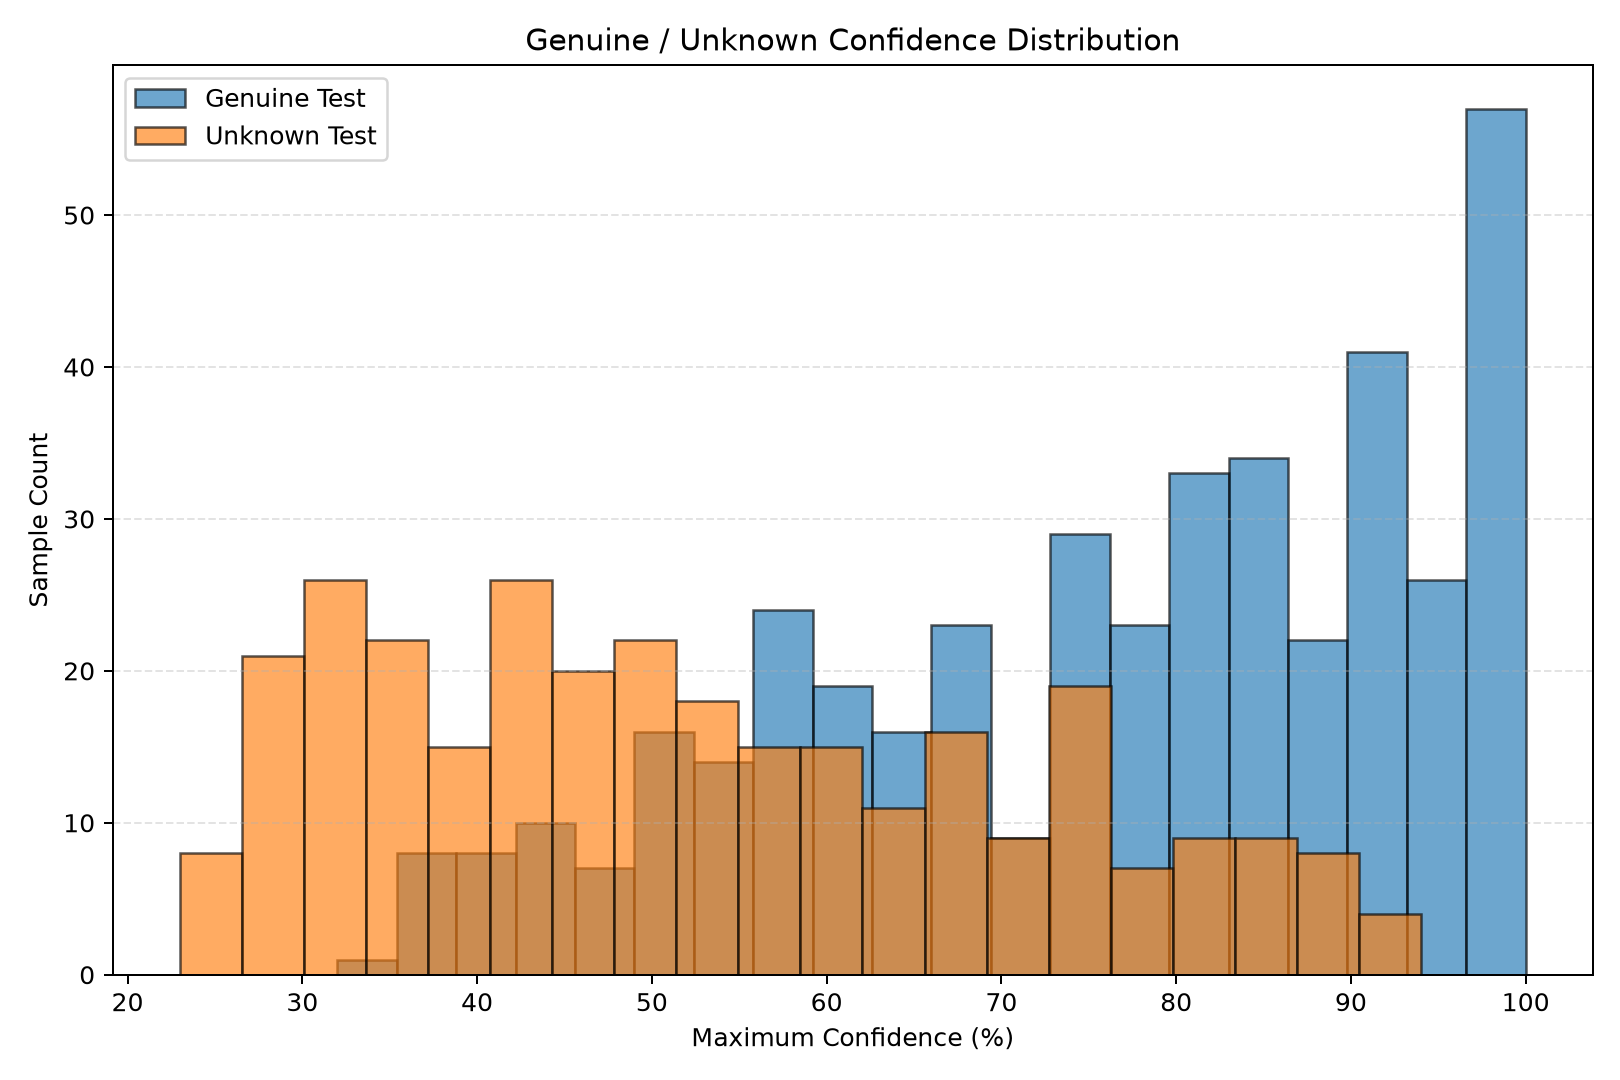 Genuine / Unknown Confidence Distribution
Genuine Test
Unknown Test
Sample Count
50
40
30
20
10
0
20 30 40 50 60 70 80 90 100
Maximum Confidence (%)